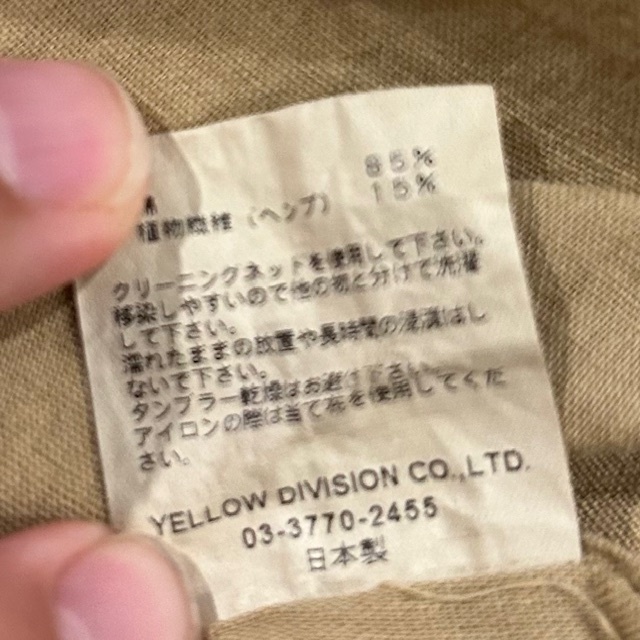 綿 85%
植物繊維(ヘンプ) 15%
クリーニングネットを使用して下さい。
移染しやすいので他の物と分けて洗濯
して下さい。
濡れたままの放置や長時間の浸漬はし
ないで下さい。
タンブラー乾燥はお避け下さい。
アイロンの際は当て布を使用してくだ
さい。
YELLOW DIVISION CO.,LTD.
03-3770-2455
日本製